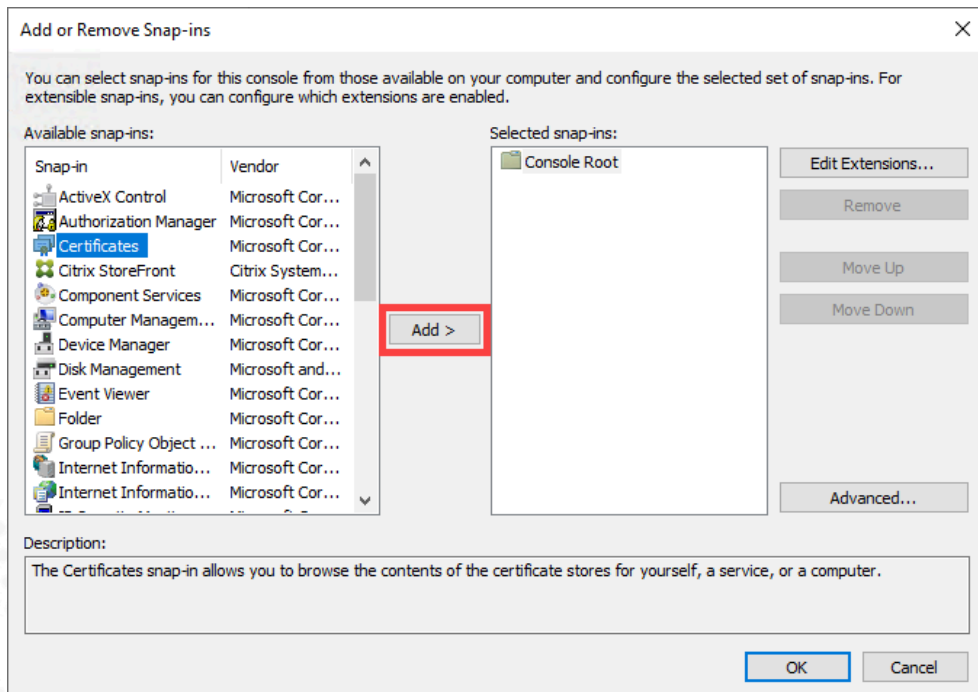 Add or Remove Snap-ins
You can select snap-ins for this console from those available on your computer and configure the selected set of snap-ins. For
extensible snap-ins, you can configure which extensions are enabled.
Available snap-ins:
Selected snap-ins:
Snap-in Vendor
ActiveX Control Microsoft Cor...
Authorization Manager Microsoft Cor...
Certificates Microsoft Cor...
Citrix StoreFront Citrix System...
Component Services Microsoft Cor...
Computer Managem... Microsoft Cor...
Device Manager Microsoft Cor...
Disk Management Microsoft and...
Event Viewer Microsoft Cor...
Folder Microsoft Cor...
Group Policy Object ... Microsoft Cor...
Internet Informatio... Microsoft Cor...
Internet Informatio... Microsoft Cor...
Add >
Console Root
Edit Extensions...
Remove
Move Up
Move Down
Advanced...
Description:
The Certificates snap-in allows you to browse the contents of the certificate stores for yourself, a service, or a computer.
OK
Cancel